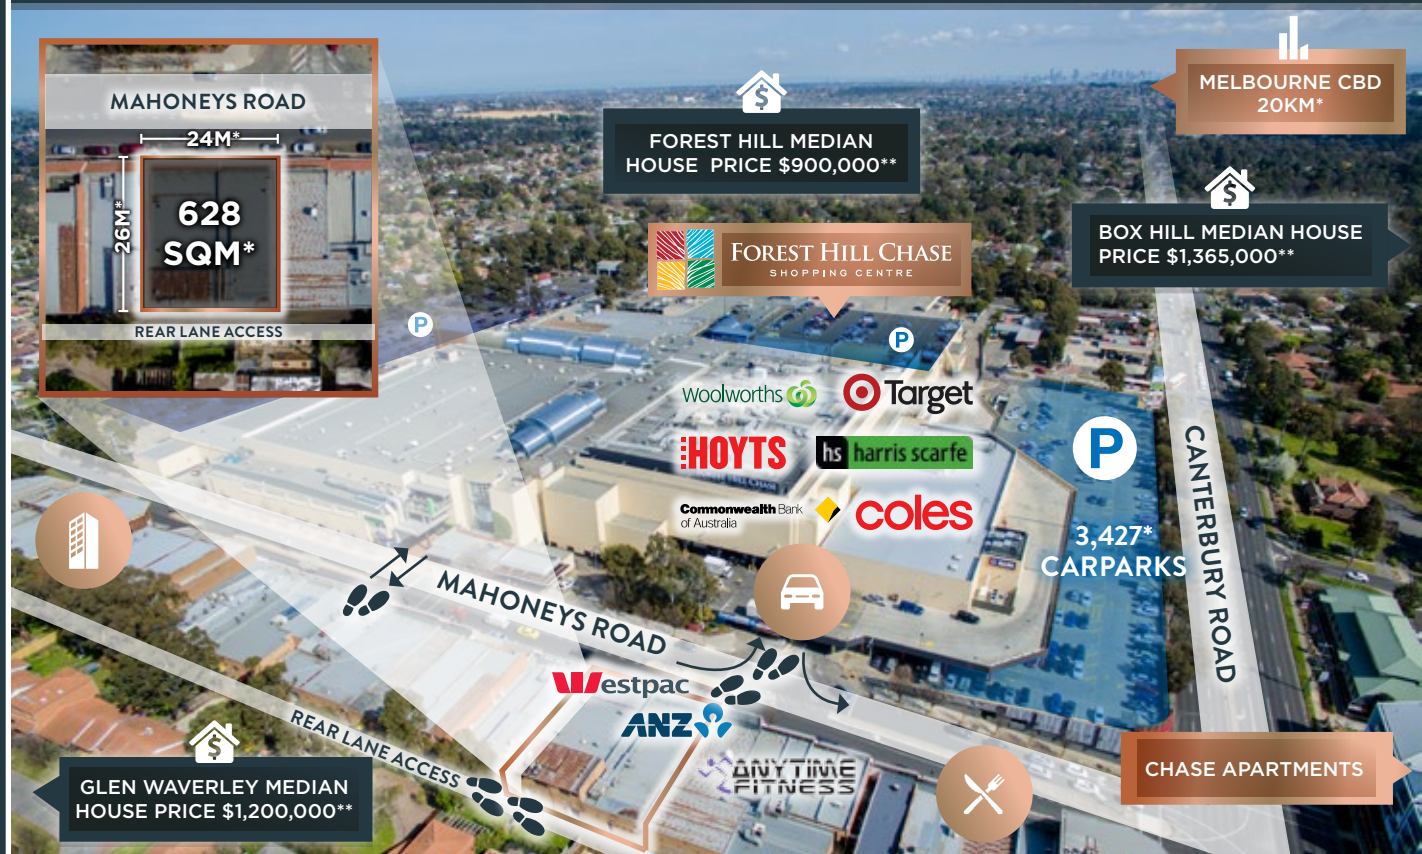 MAHONEYS ROAD
24M*
26M*
628
SQM*
REAR LANE ACCESS
FOREST HILL MEDIAN
HOUSE PRICE $900,000**
MELBOURNE CBD
20KM*
BOX HILL MEDIAN HOUSE
PRICE $1,365,000**
FOREST HILL CHASE
SHOPPING CENTRE
P
P
Woolworths
Target
HOYTS
hs harris scarfe
Commonwealth Bank
of Australia
coles
P
3,427*
CARPARKS
CANTERBURY ROAD
MAHONEYS ROAD
Westpac
ANZ
ANYTIME
FITNESS
REAR LANE ACCESS
GLEN WAVERLEY MEDIAN
HOUSE PRICE $1,200,000**
CHASE APARTMENTS